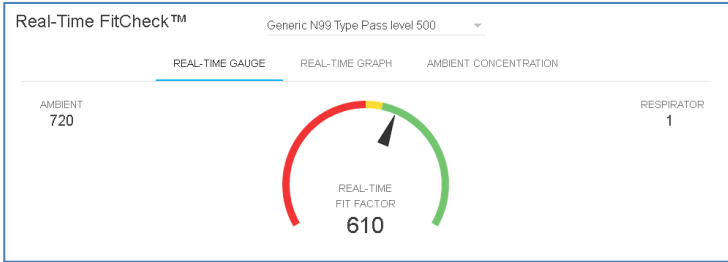 Real-Time FitCheck™
Generic N99 Type Pass level 500
REAL-TIME GAUGE
REAL-TIME GRAPH
AMBIENT CONCENTRATION
AMBIENT
720
RESPIRATOR
1
REAL-TIME
FIT FACTOR
610